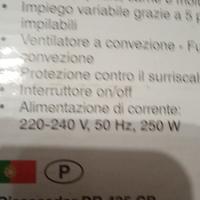 • Impiego variabile grazie a 5 p
impilabili
• Ventilatore a convezione - Fu
convezione
Protezione contro il surriscal
• Interruttore on/off
• Alimentazione di corrente:
220-240 V, 50 Hz, 250 W
P